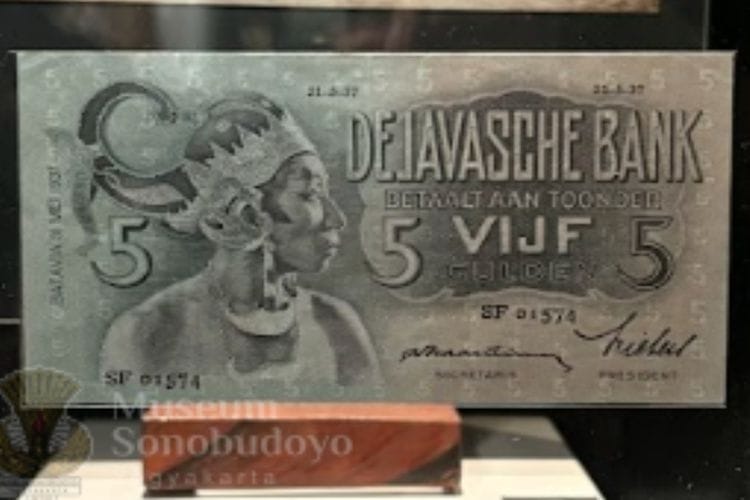 21.5.37
21.5.37
DE JAVASCHE BANK
BETAALT AAN TOONDER
5 5 VIJF 5
GULDEN
SF 01574
SF 01574
SECRETARIS PRESIDENT
Museum
Sonobudoyo
Yogyakarta